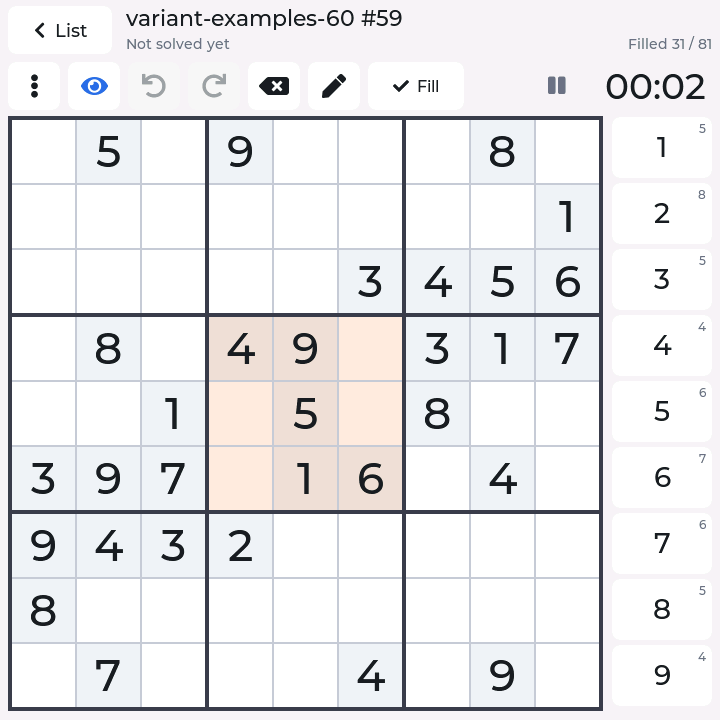 List
variant-examples-60 #59
Not solved yet
Filled 31 / 81
Fill
00:02
5 9 8
1
3 4 5 6
8 4 9 3 1 7
1 5 8
3 9 7 1 6 4
9 4 3 2
8
7 4 9
1 5
2 8
3 5
4 4
5 6
6 7
7 6
8 5
9 4